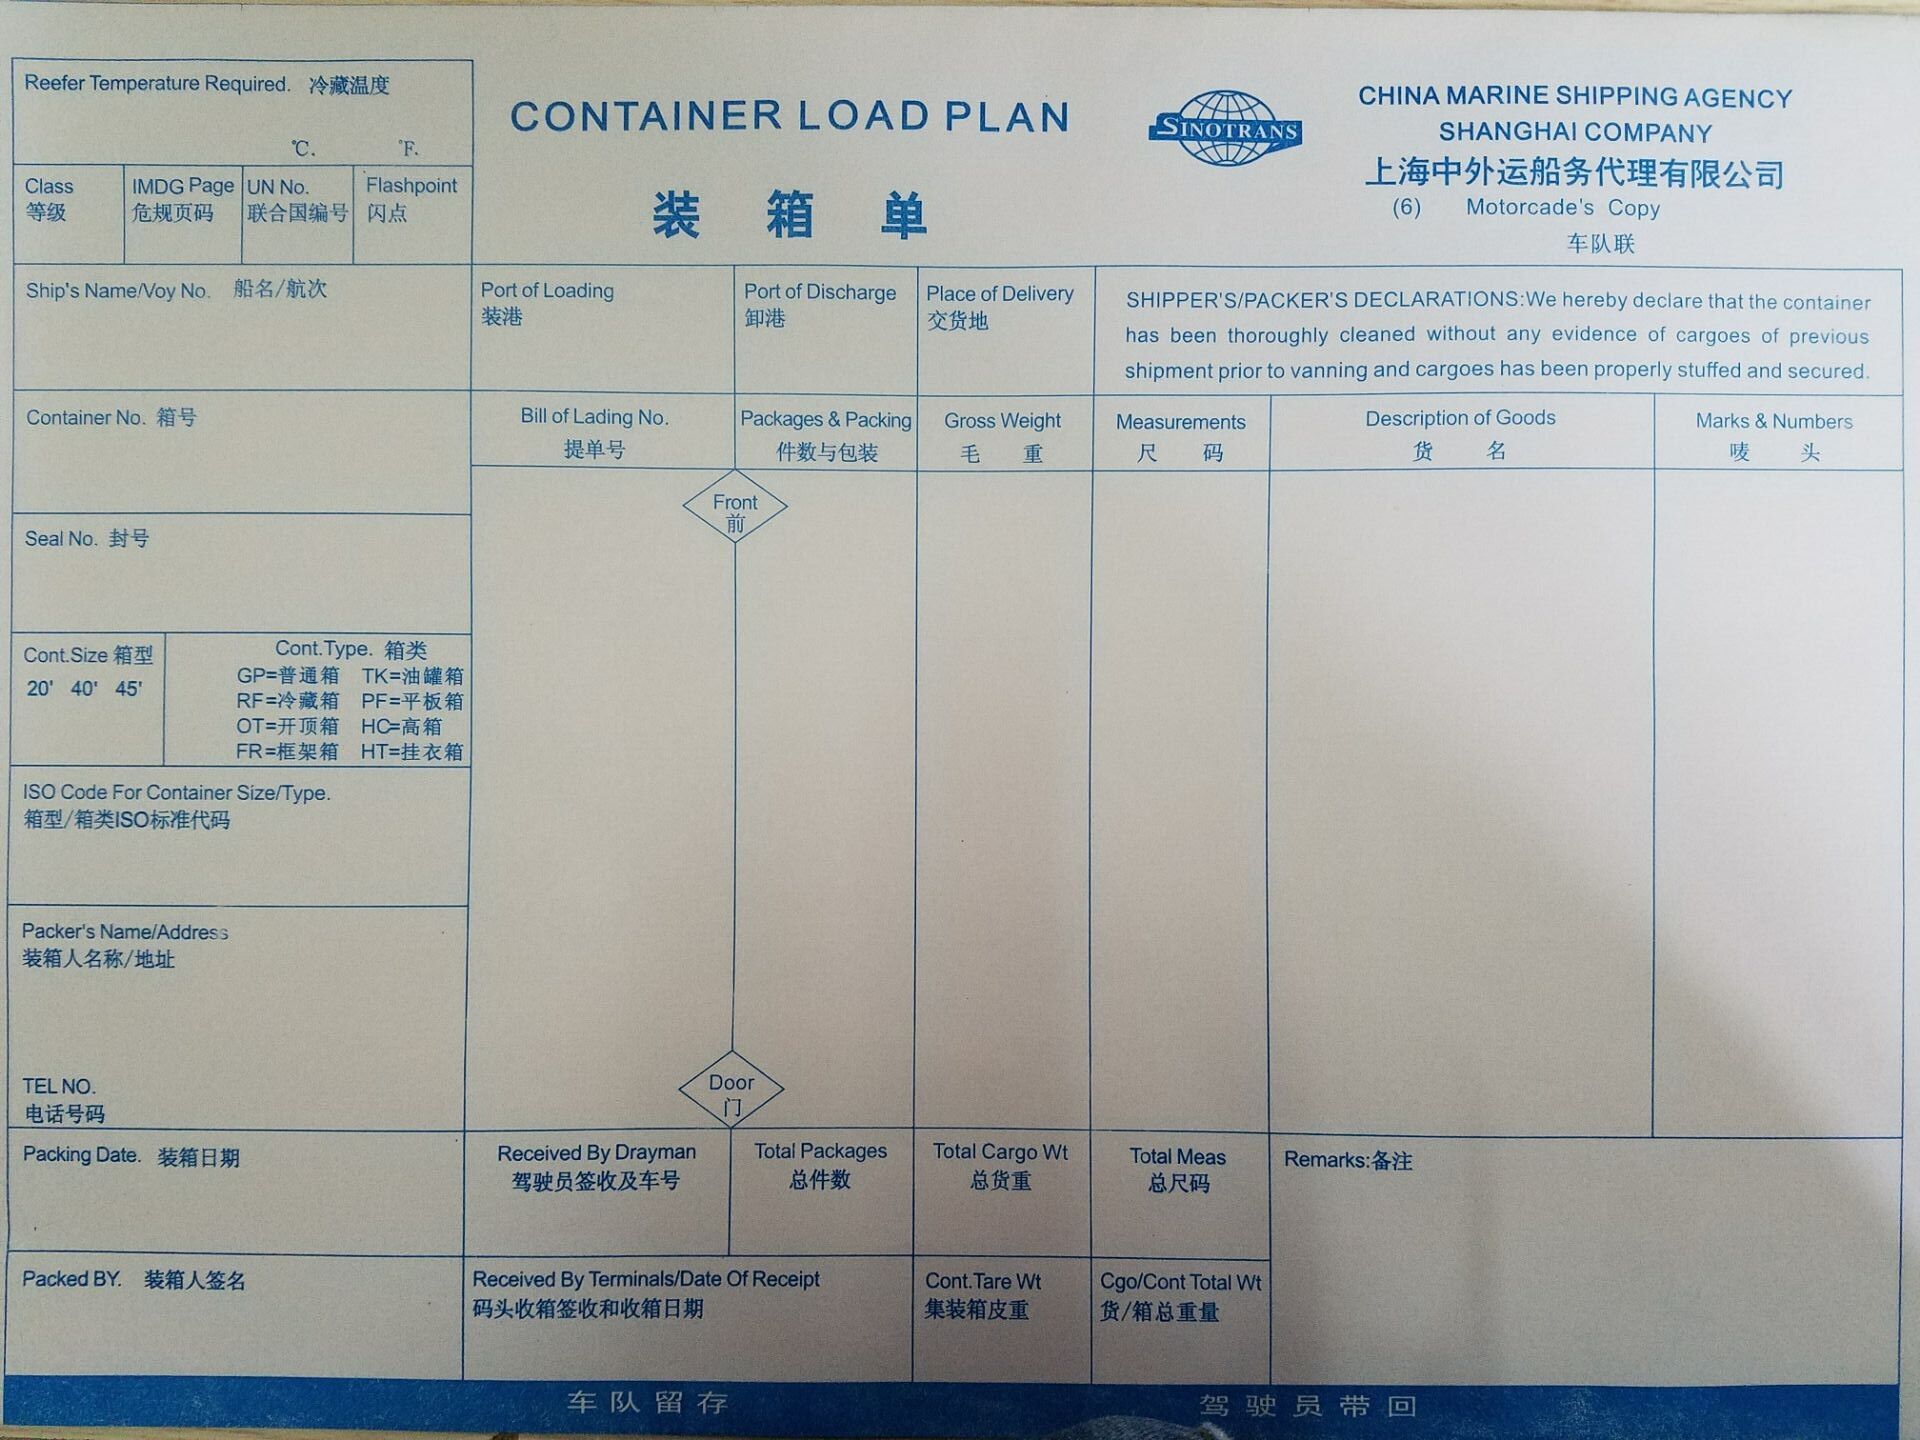 Reefer Temperature Required. 冷藏温度
℃. ℉.
CONTAINER LOAD PLAN
装 箱 单
SINOTRANS
CHINA MARINE SHIPPING AGENCY
SHANGHAI COMPANY
上海中外运船务代理有限公司
(6) Motorcade's Copy
车队联
Class
等级
IMDG Page
危规页码
UN No.
联合国编号
Flashpoint
闪点
Ship's Name/Voy No. 船名/航次
Port of Loading
装港
Port of Discharge
卸港
Place of Delivery
交货地
SHIPPER'S/PACKER'S DECLARATIONS:We hereby declare that the container
has been thoroughly cleaned without any evidence of cargoes of previous
shipment prior to vanning and cargoes has been properly stuffed and secured.
Container No. 箱号
Bill of Lading No.
提单号
Packages & Packing
件数与包装
Gross Weight
毛 重
Measurements
尺 码
Description of Goods
货 名
Marks & Numbers
唛 头
Front
前
Seal No. 封号
Cont.Size 箱型
20' 40' 45'
Cont.Type. 箱类
GP=普通箱 TK=油罐箱
RF=冷藏箱 PF=平板箱
OT=开顶箱 HC=高箱
FR=框架箱 HT=挂衣箱
ISO Code For Container Size/Type.
箱型/箱类ISO标准代码
Packer's Name/Address
装箱人名称/地址
TEL NO.
电话号码
Door
门
Packing Date. 装箱日期
Received By Drayman
驾驶员签收及车号
Total Packages
总件数
Total Cargo Wt
总货重
Total Meas
总尺码
Remarks:备注
Packed BY. 装箱人签名
Received By Terminals/Date Of Receipt
码头收箱签收和收箱日期
Cont.Tare Wt
集装箱皮重
Cgo/Cont Total Wt
货/箱总重量
车队留存 驾驶员带回